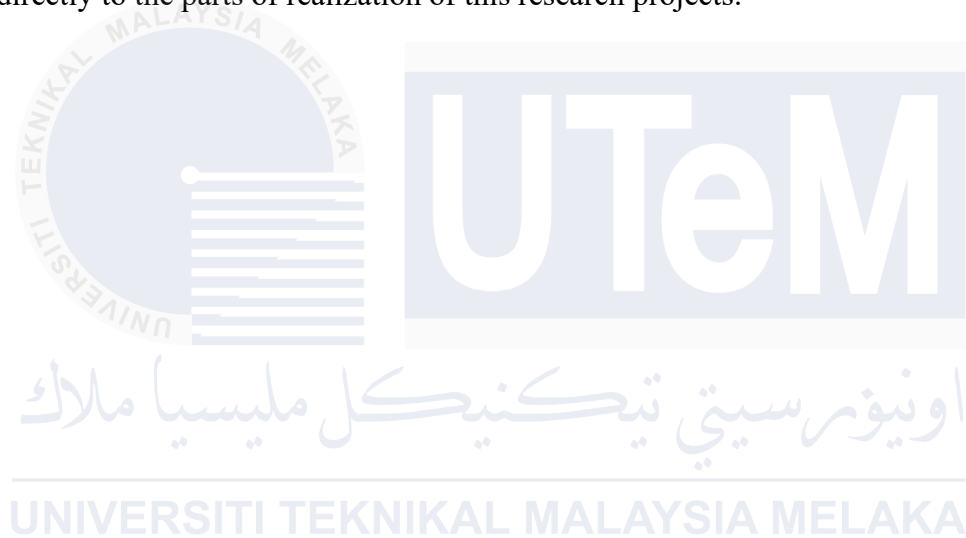 directly to the parts of realization of this research projects.
UNIVERSITI TEKNIKAL MALAYSIA MELAKA
UTeM
اونيۏرسيتي تيكنيكل مليسيا ملاك
UNIVERSITI TEKNIKAL MALAYSIA MELAKA